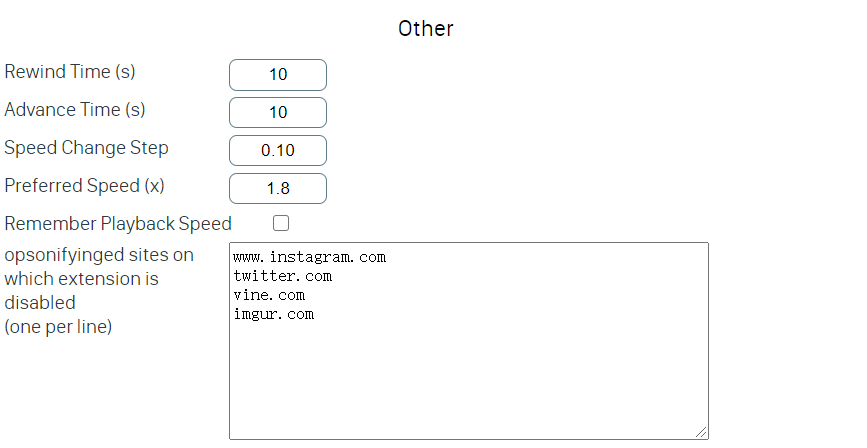 Other
Rewind Time (s) 10
Advance Time (s) 10
Speed Change Step 0.10
Preferred Speed (x) 1.8
Remember Playback Speed
opsonifyinged sites on
which extension is
disabled
(one per line)
www.instagram.com
twitter.com
vine.com
imgur.com